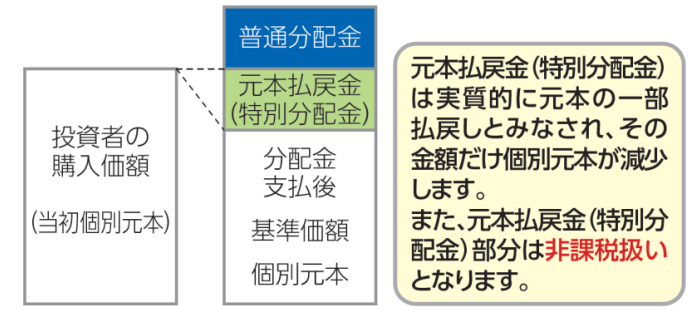 投資者の
購入価額
(当初個別元本)
普通分配金
元本払戻金
(特別分配金)
分配金
支払後
基準価額
個別元本
元本払戻金(特別分配金)
は実質的に元本の一部
払戻しとみなされ、その
金額だけ個別元本が減少
します。
また、元本払戻金(特別分
配金)部分は非課税扱い
となります。